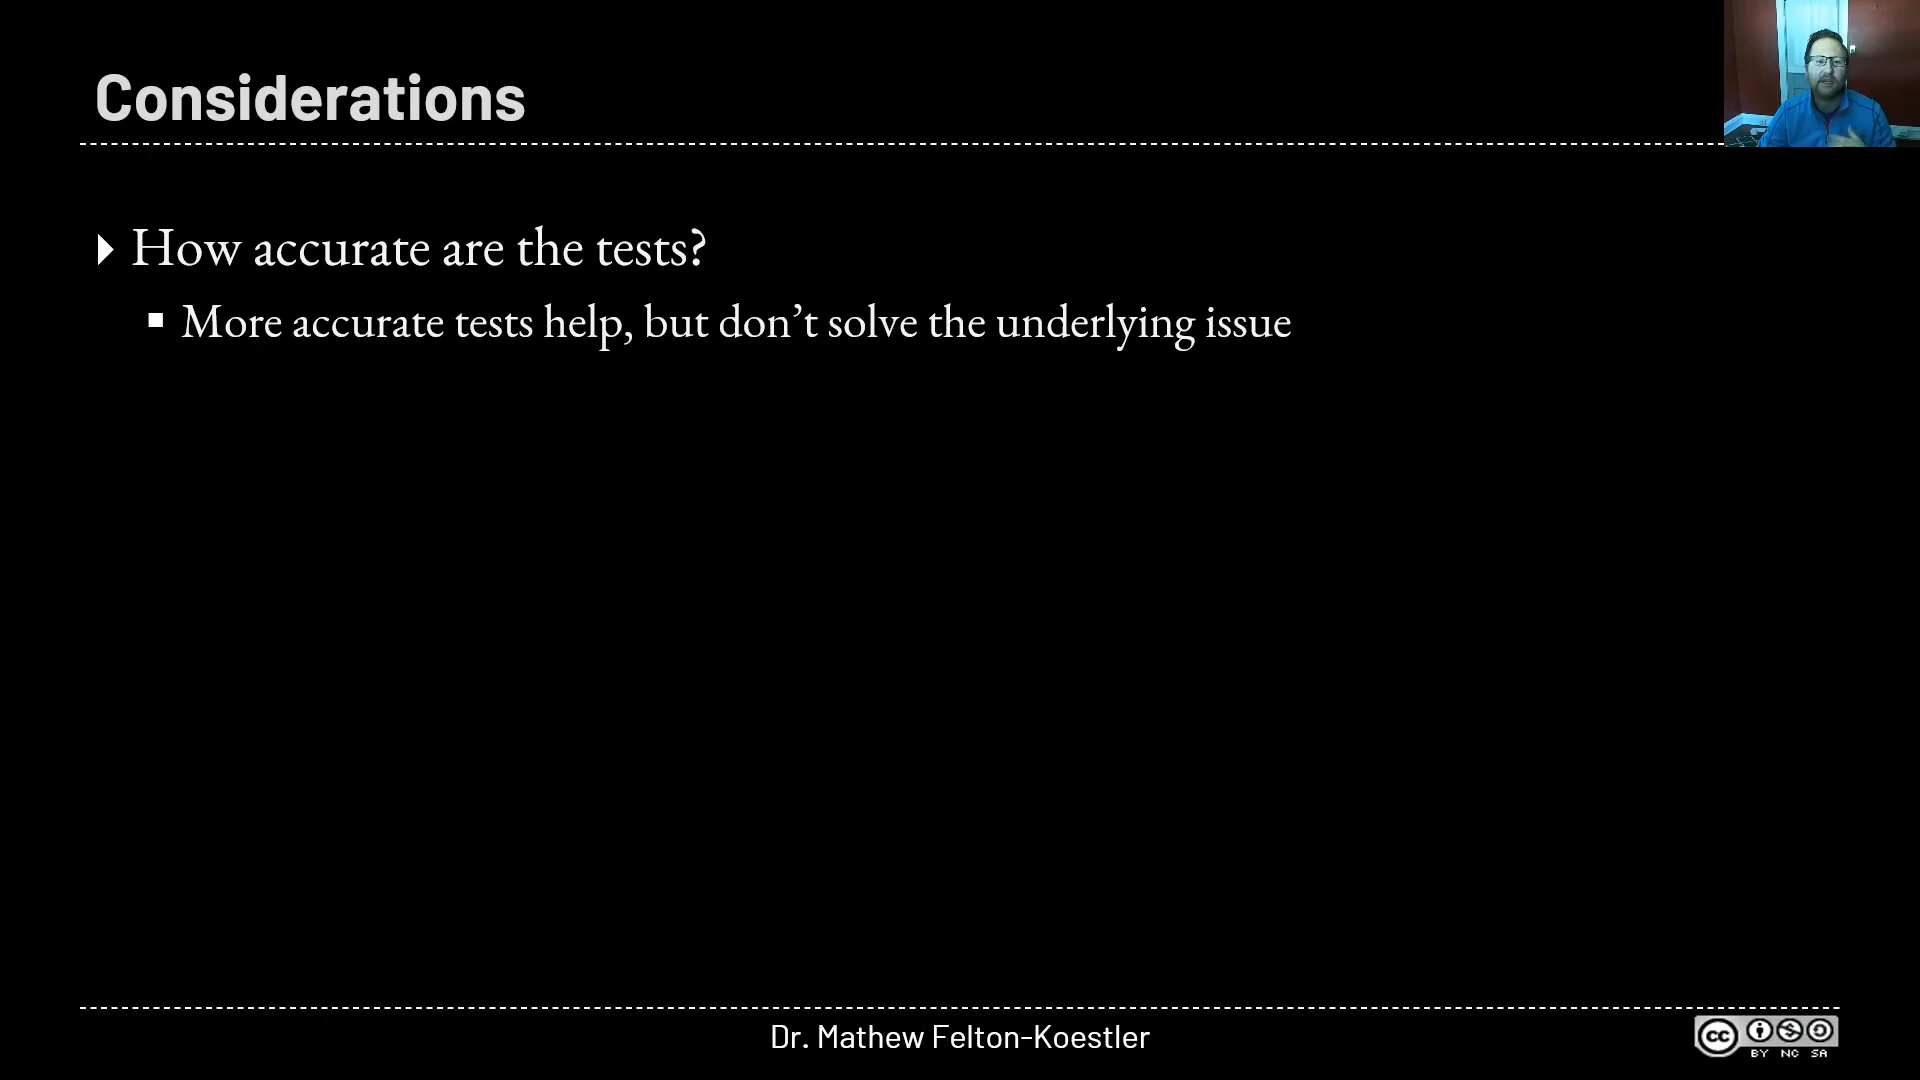 Considerations
How accurate are the tests?
More accurate tests help, but don’t solve the underlying issue
Dr. Mathew Felton-Koestler
cc
BY NC SA